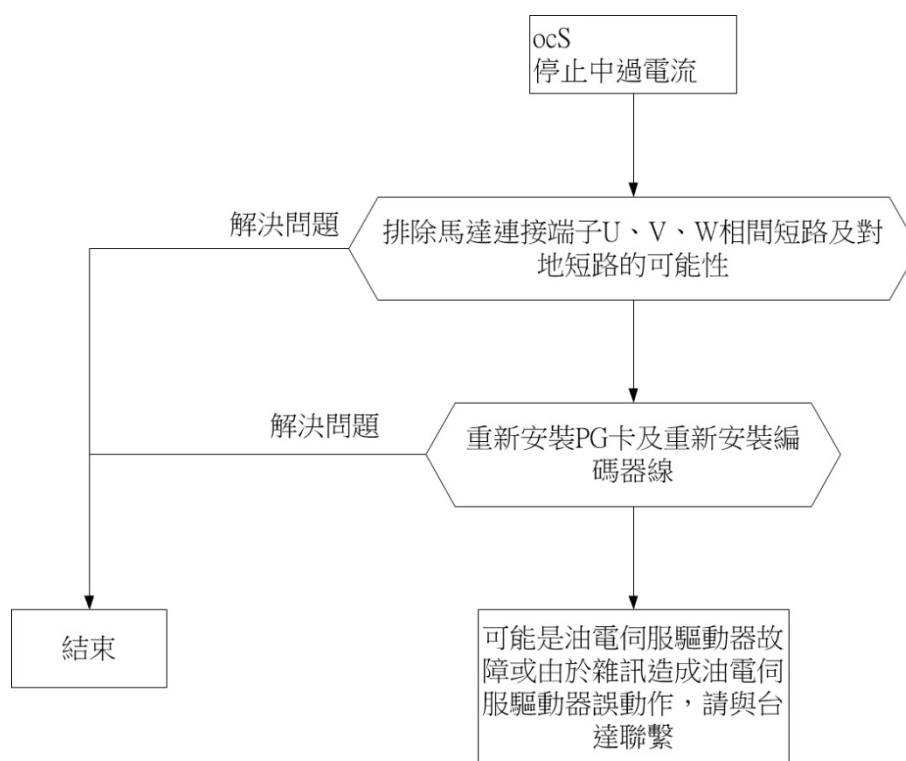 ocS
停止中過電流
解決問題
排除馬達連接端子U、V、W相間短路及對
地短路的可能性
解決問題
重新安裝PG卡及重新安裝編
碼器線
結束
可能是油電伺服驅動器故
障或由於雜訊造成油電伺
服驅動器誤動作，請與台
達聯繫